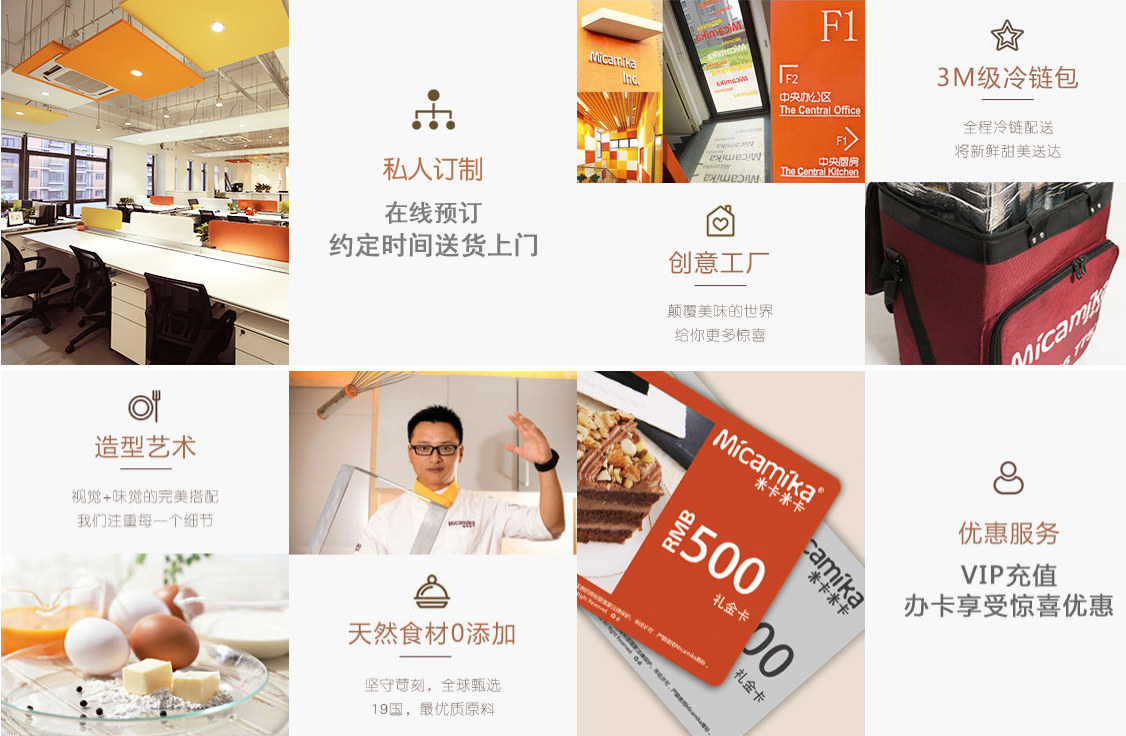 私人订制
在线预订
约定时间送货上门
Micamika
Inc.
Micamika
F1
F2
中央办公区
The Central Office
F1
中央厨房
The Central Kitchen
创意工厂
颠覆美味的世界
给你更多惊喜
3M级冷链包
全程冷链配送
将新鲜甜美送达
Micamika
造型艺术
视觉+味觉的完美搭配
我们注重每一个细节
Micamika
天然食材0添加
坚守苛刻，全球甄选
19国，最优质原料
Micamika®
米卡米卡
RMB500
礼金卡
camika
米卡米卡
00
礼金卡
优惠服务
VIP充值
办卡享受惊喜优惠